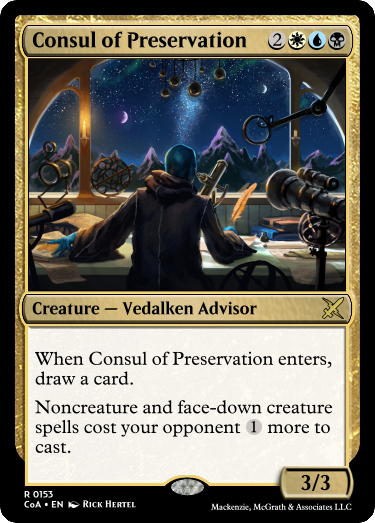 Consul of Preservation 2
Creature — Vedalken Advisor
When Consul of Preservation enters,
draw a card.
Noncreature and face-down creature
spells cost your opponent 1 more to
cast.
3/3
R 0153
CoA • EN Rick Hertel
Mackenzie, McGrath & Associates LLC